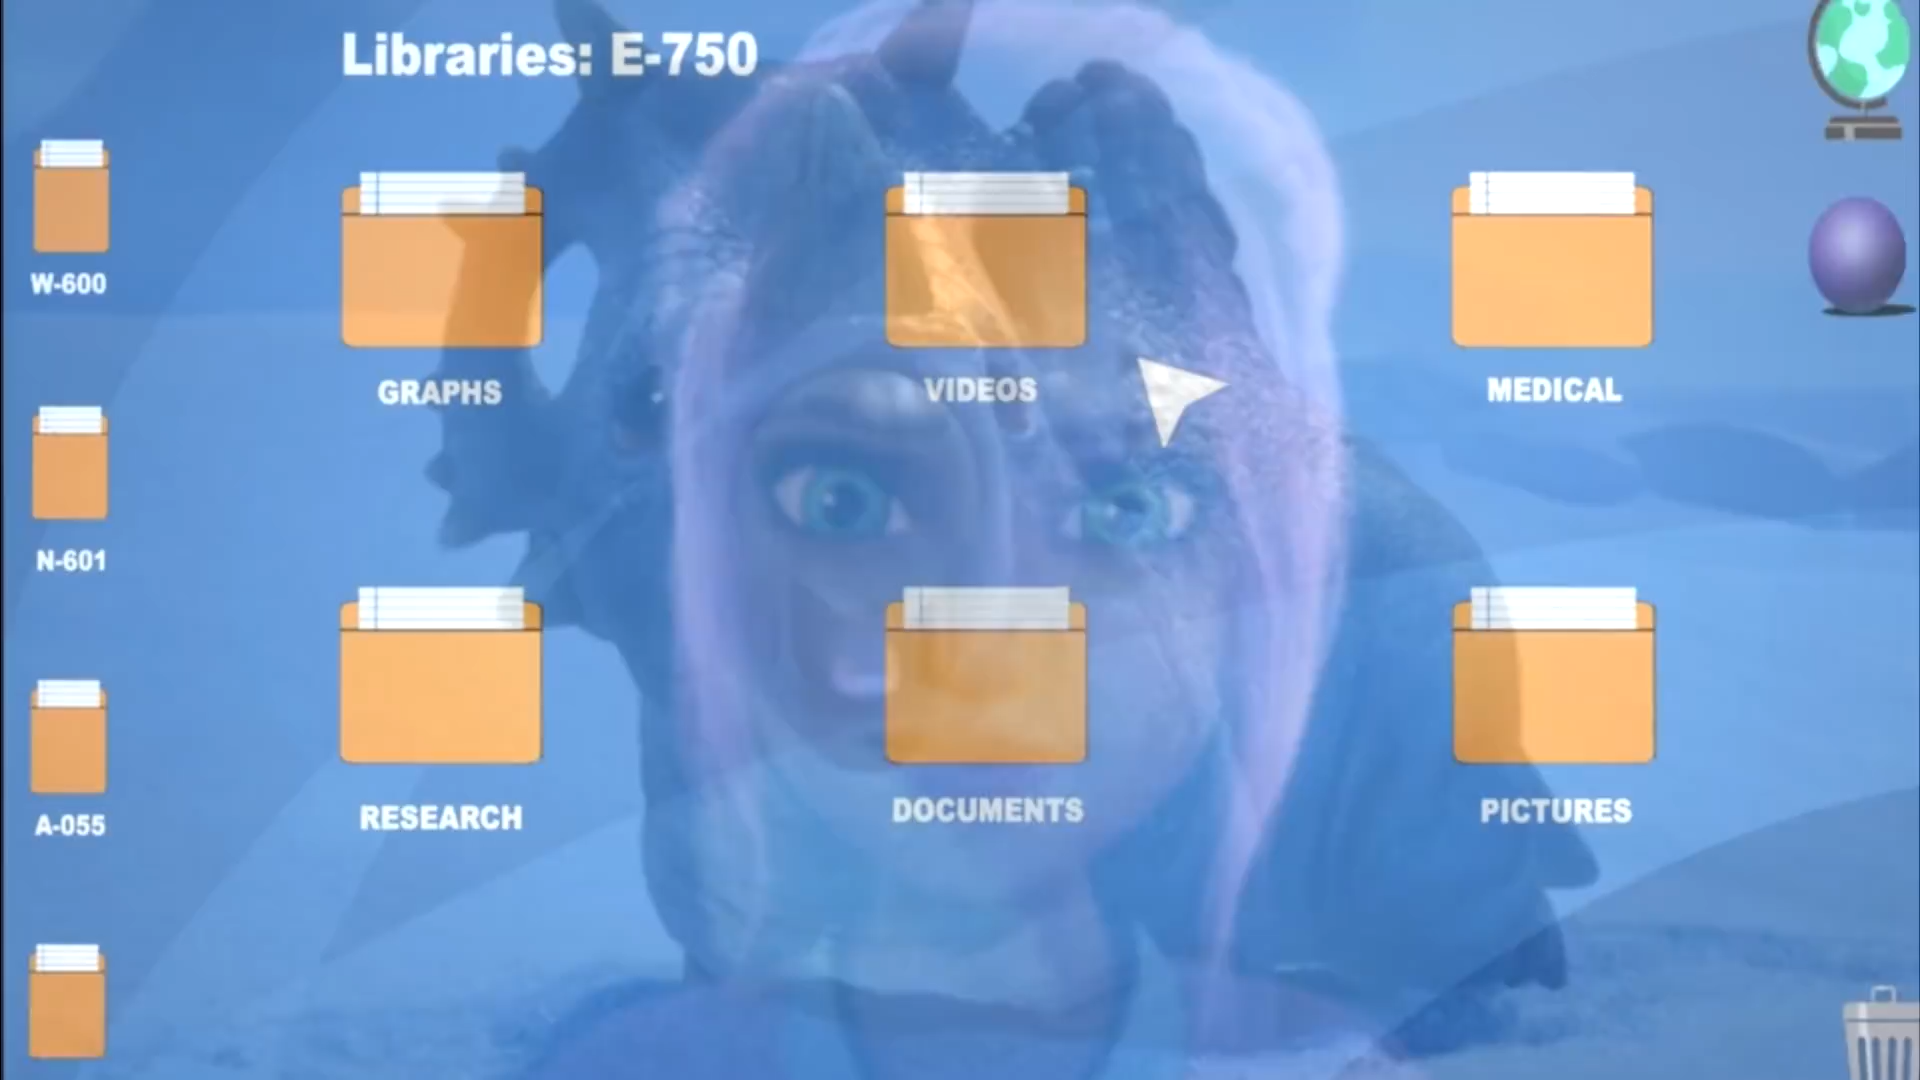 Libraries: E-750
W-600
GRAPHS
VIDEOS
MEDICAL
N-601
RESEARCH
DOCUMENTS
PICTURES
A-055